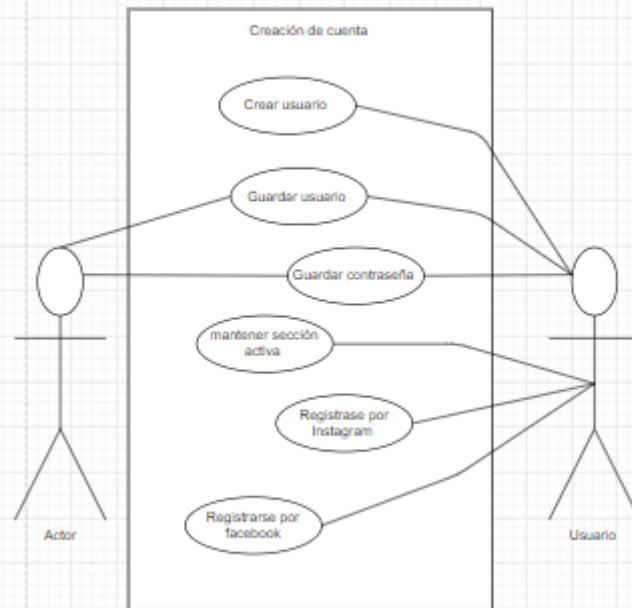 Creación de cuenta
Crear usuario
Guardar usuario
Guardar contraseña
mantener sección
activa
Registrase por
Instagram
Registrarse por
facebook
Actor
Usuario